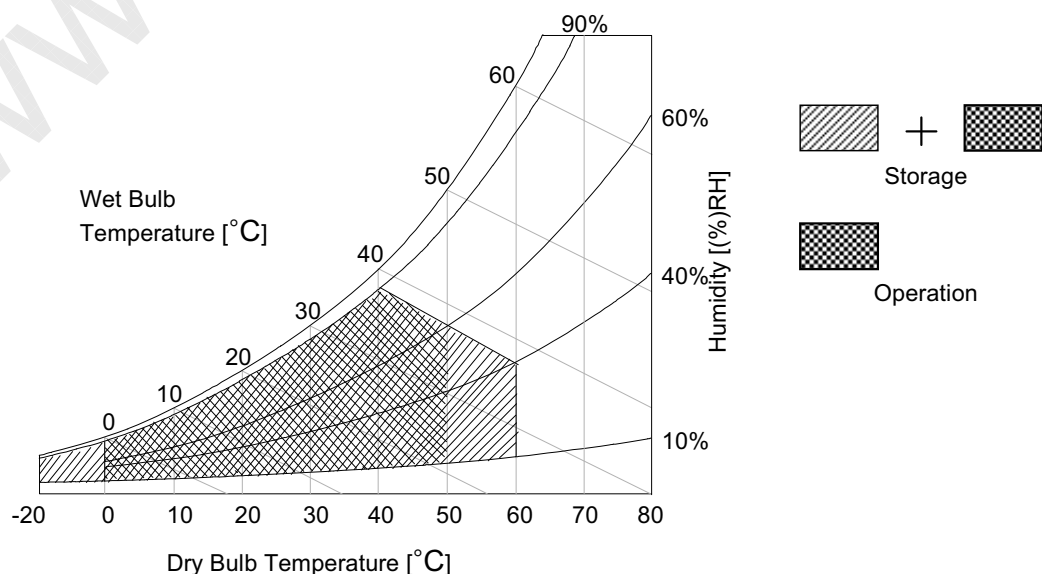 90%
60
60%
50
Wet Bulb
Temperature [°C]
40
40%
30
20
10
0
10%
Humidity [(%)RH]
-20 0 10 20 30 40 50 60 70 80
Dry Bulb Temperature [°C]
+
Storage
Operation
WW